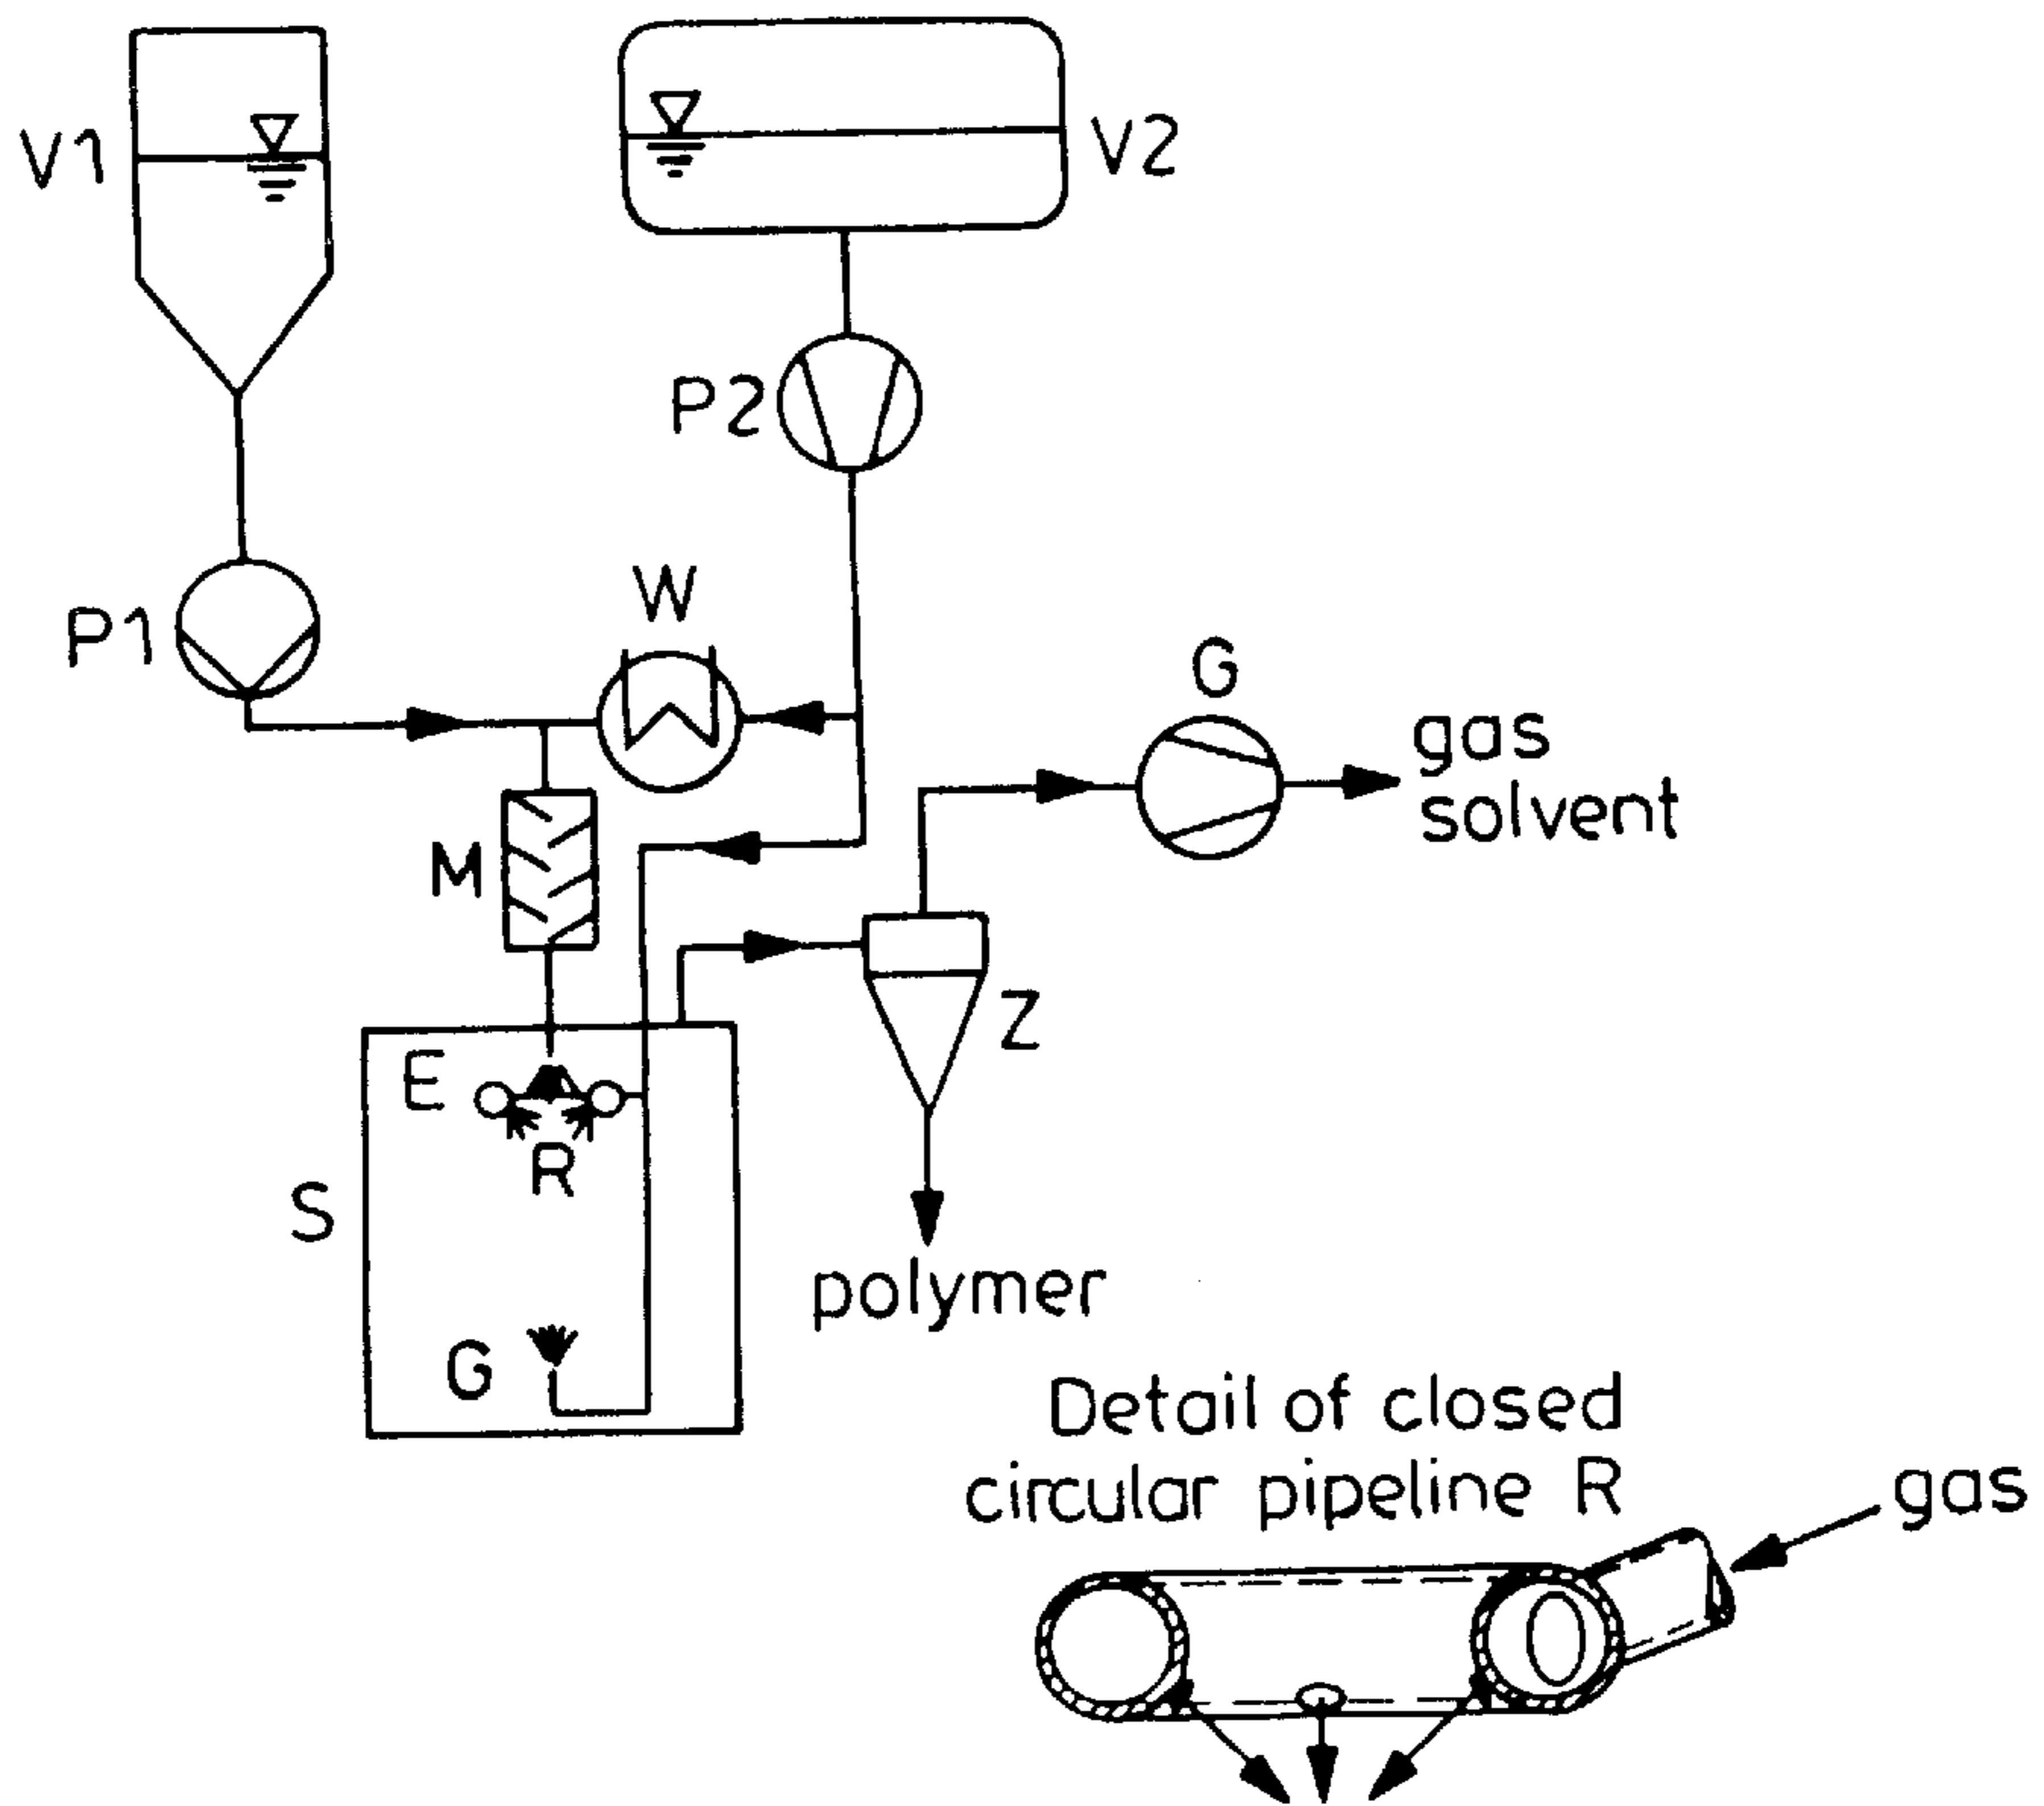 V1
V2
P2
P1
W
G
gas
solvent
M
Z
E
R
S
polymer
G
Detail of closed
circular pipeline R
gas